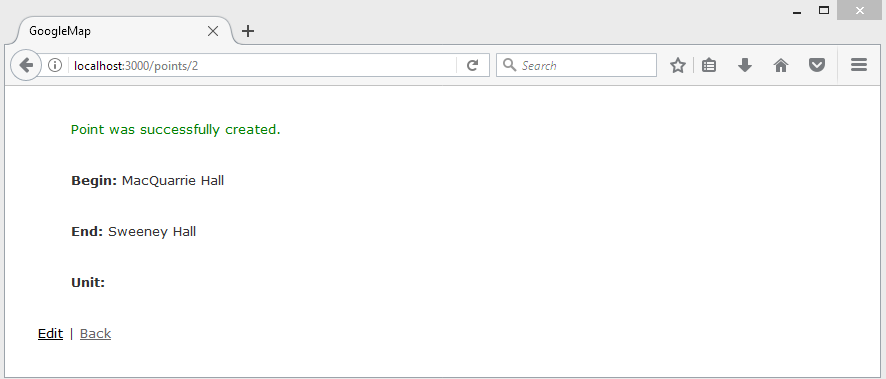 GoogleMap
localhost:3000/points/2
Search
Point was successfully created.
Begin: MacQuarrie Hall
End: Sweeney Hall
Unit:
Edit | Back